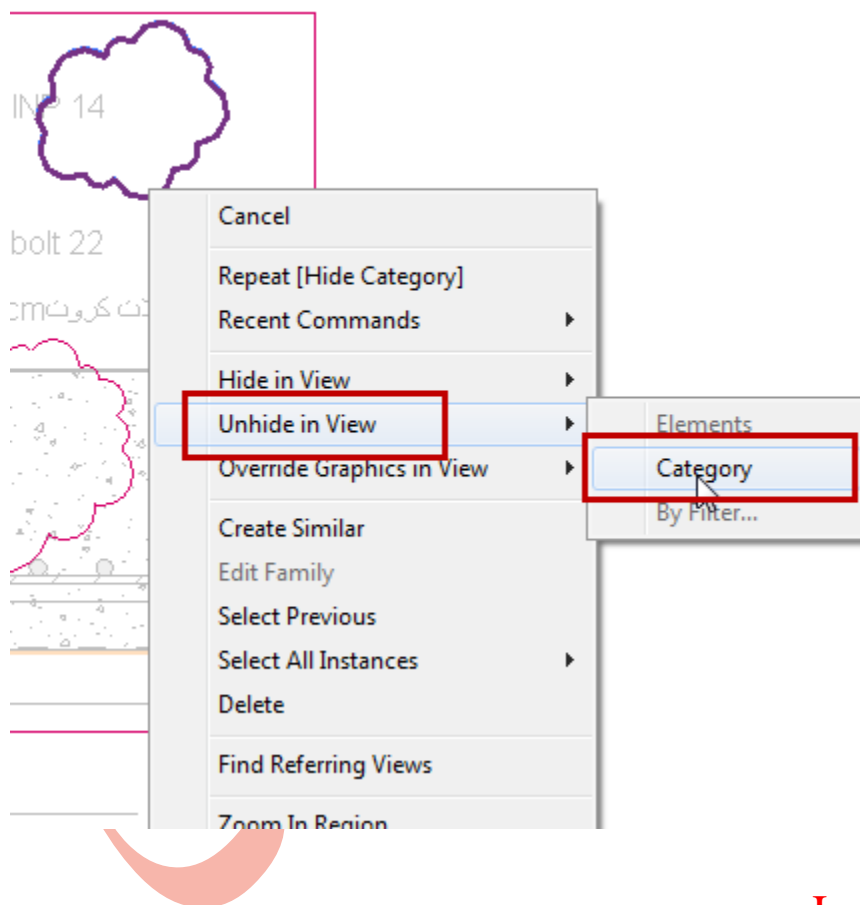 INP 14
Cancel
bolt 22
Repeat [Hide Category]
Recent Commands
Hide in View
Unhide in View
Elements
Override Graphics in View
Category
By Filter...
Create Similar
Edit Family
Select Previous
Select All Instances
Delete
Find Referring Views
Zoom In Region